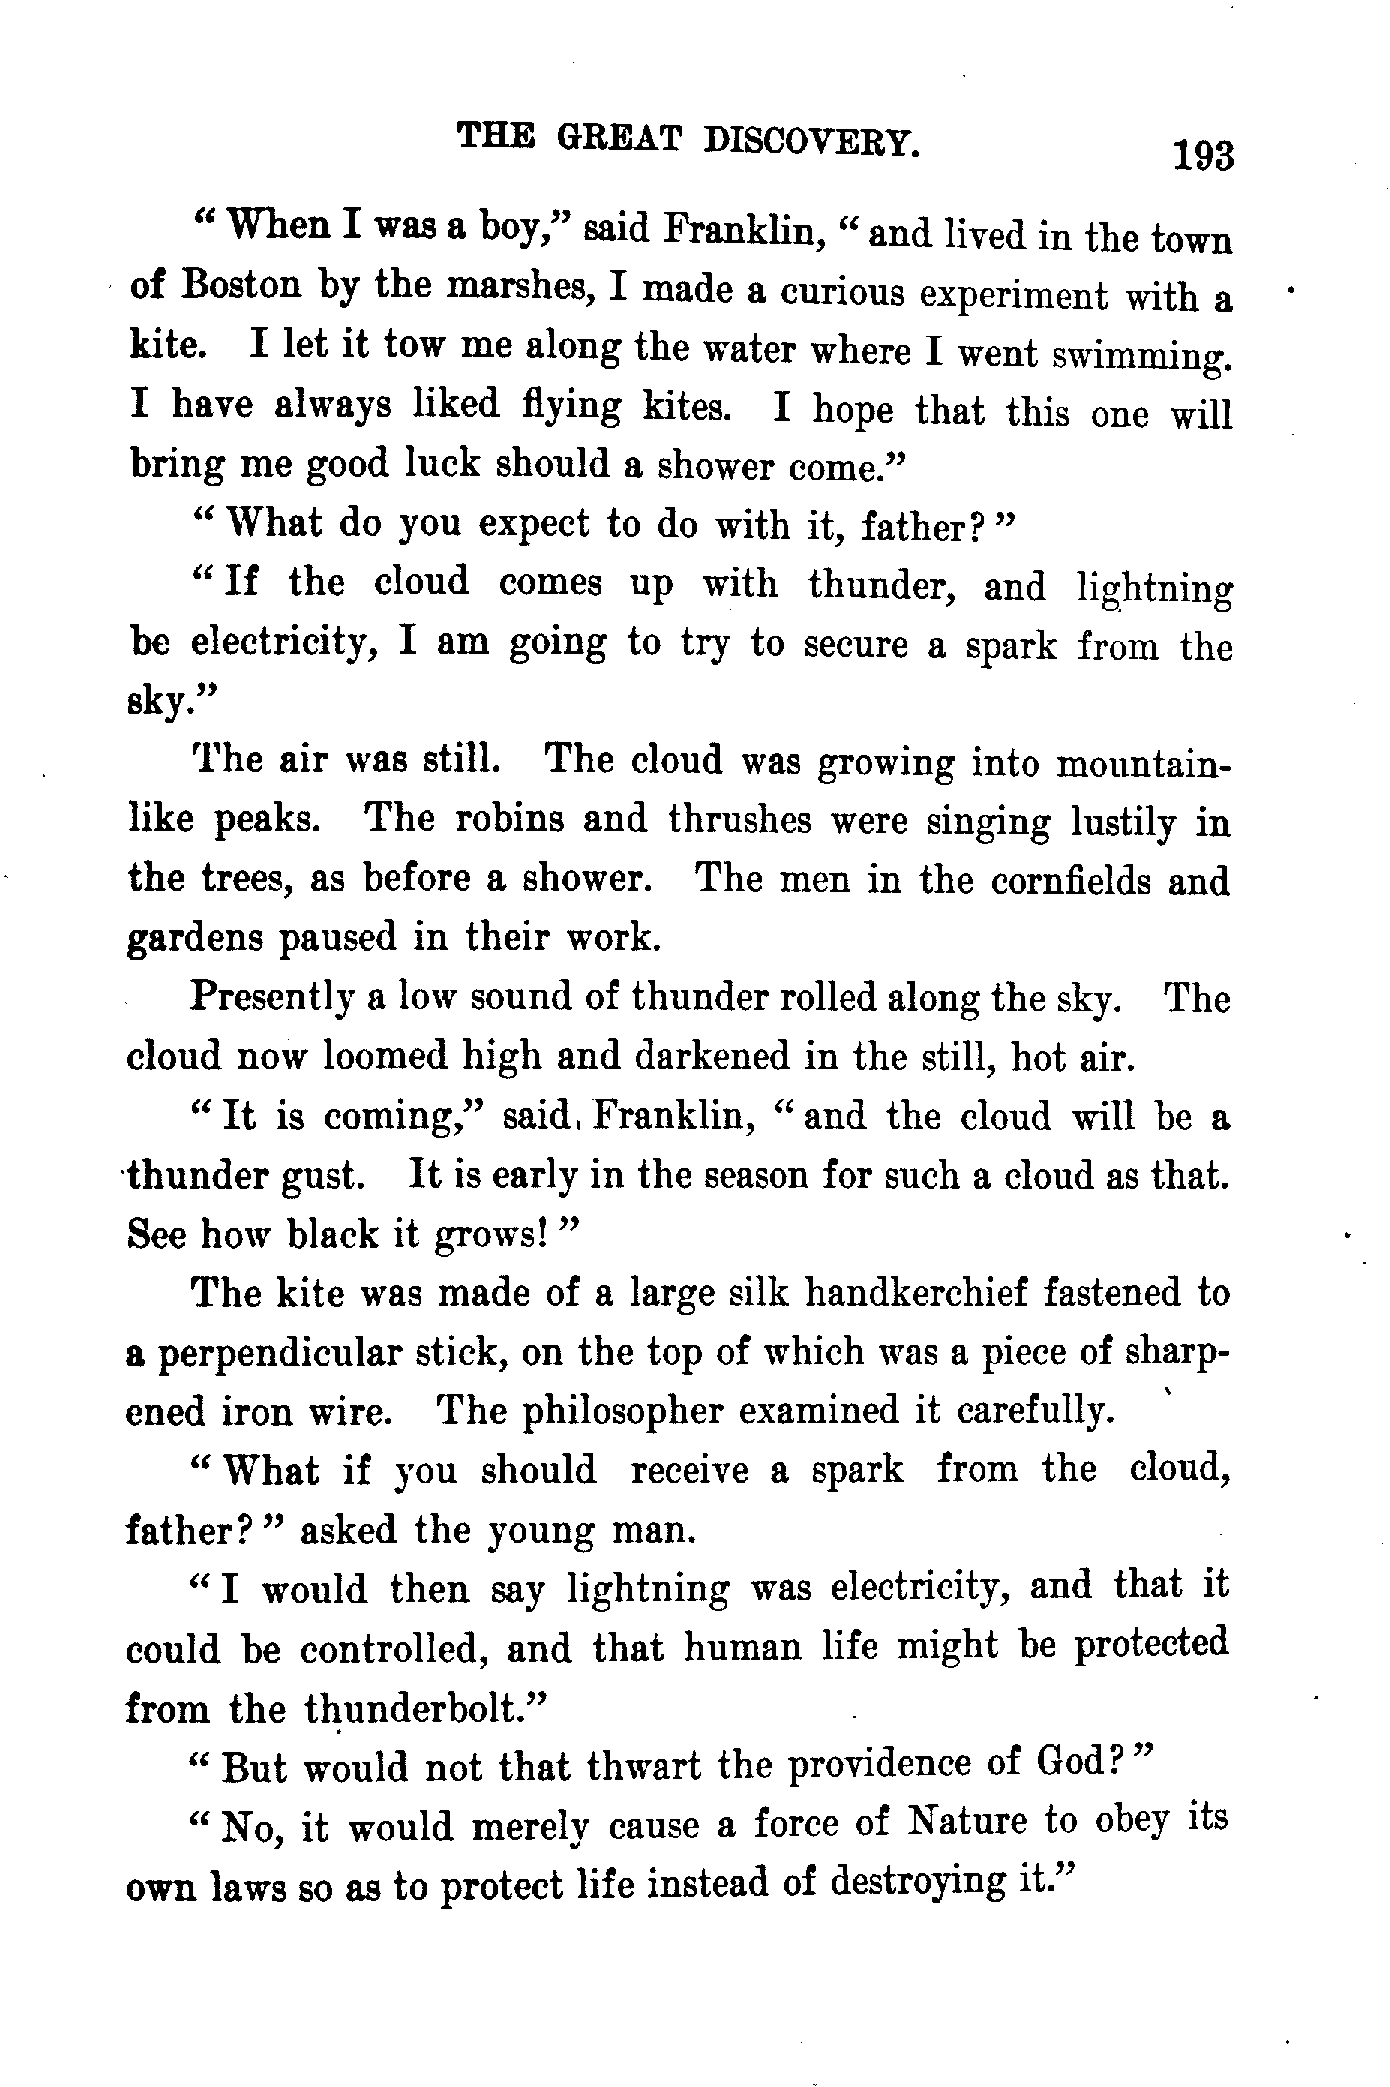 THE GREAT DISCOVERY. 193
“ When I was a boy,” said Franklin, “ and lived in the town
of Boston by the marshes, I made a curious experiment with a
kite. I let it tow me along the water where I went swimming.
I have always liked flying kites. I hope that this one will
bring me good luck should a shower come.”
“ What do you expect to do with it, father? ”
“ If the cloud comes up with thunder, and lightning
be electricity, I am going to try to secure a spark from the
sky.”
The air was still. The cloud was growing into mountain-
like peaks. The robins and thrushes were singing lustily in
the trees, as before a shower. The men in the cornfields and
gardens paused in their work.
Presently a low sound of thunder rolled along the sky. The
cloud now loomed high and darkened in the still, hot air.
“ It is coming,” said Franklin, “ and the cloud will be a
thunder gust. It is early in the season for such a cloud as that.
See how black it grows! ”
The kite was made of a large silk handkerchief fastened to
a perpendicular stick, on the top of which was a piece of sharp-
ened iron wire. The philosopher examined it carefully.
“ What if you should receive a spark from the cloud,
father? ” asked the young man.
“ I would then say lightning was electricity, and that it
could be controlled, and that human life might be protected
from the thunderbolt.”
“ But would not that thwart the providence of God? ”
“ No, it would merely cause a force of Nature to obey its
own laws so as to protect life instead of destroying it.”